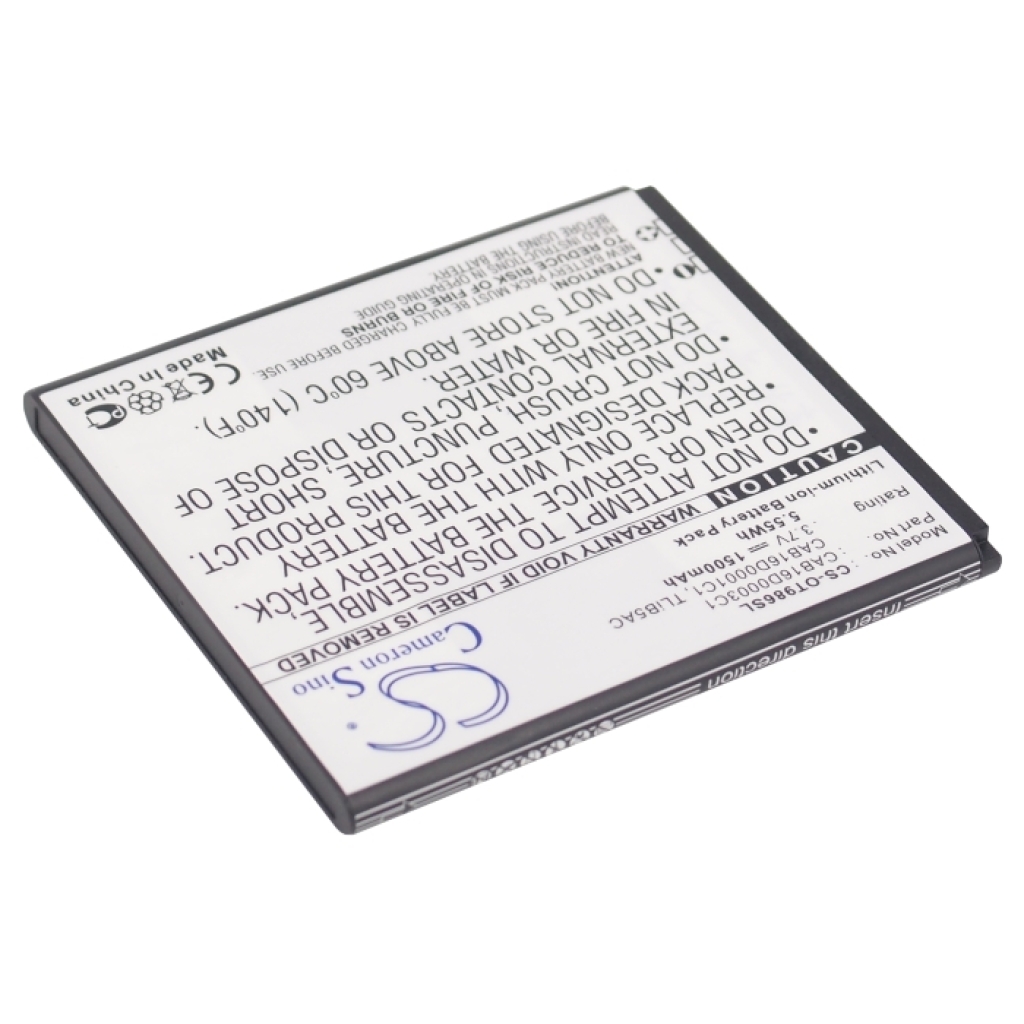 CS
Cameron Sino
Model No. : CS-OT986SL
Part No. : CAB16D0003C1
CAB16D0001C1, TLiB5AC
Rating : 3.7V 1500mAh
5.55Wh
Lithium-ion Battery Pack
CAUTION WARRANTY VOID IF LABEL IS REMOVED
•DO NOT ATTEMPT TO DISASSEMBLE,
OPEN OR SERVICE THE BATTERY PACK.
REPLACE ONLY WITH THE BATTERY
PACK DESIGNATED FOR THIS PRODUCT.
•DO NOT CRUSH, PUNCTURE, SHORT
EXTERNAL CONTACTS OR DISPOSE OF
IN FIRE OR WATER.
•DO NOT STORE ABOVE 60°C (140°F).
ATTENTION!
NEW BATTERY PACK MUST BE FULLY CHARGED BEFORE USE.
TO REDUCE RISK OF FIRE OR BURNS
READ INSTRUCTIONS IN OPERATING GUIDE
BEFORE USING THE BATTERY.
CE
Made in China
Insert this direction